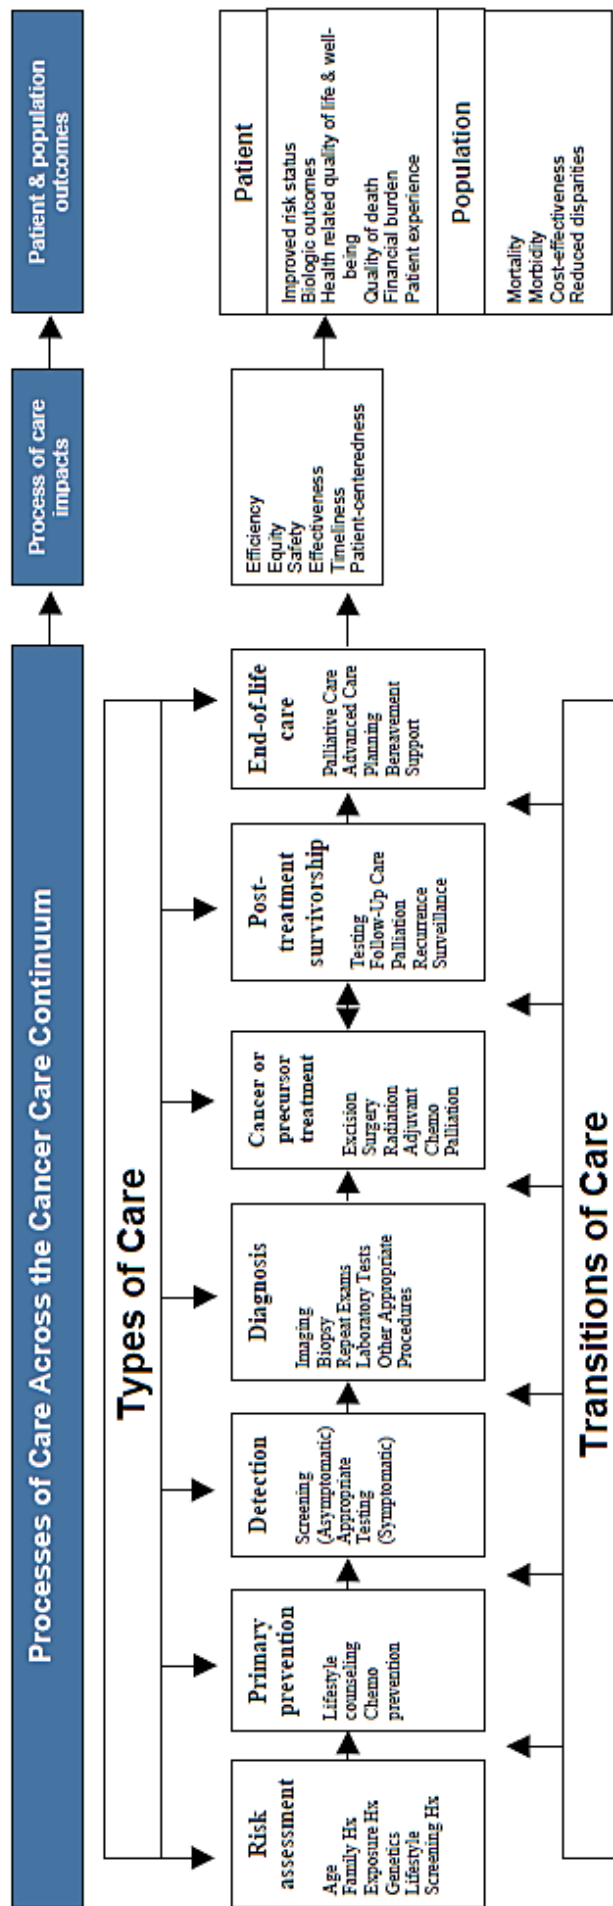 Processes of Care Across the Cancer Care Continuum
Process of care
impacts
Patient & population
outcomes
Types of Care
Risk
assessment
Age
Family Hx
Exposure Hx
Genetics
Lifestyle
Screening Hx
Primary
prevention
Lifestyle
counseling
Chemo
prevention
Detection
Screening
(Asymptomatic)
Appropriate
Testing
(Symptomatic)
Diagnosis
Imaging
Biopsy
Repeat Exams
Laboratory Tests
Other Appropriate
Procedures
Cancer or
precursor
treatment
Excision
Surgery
Radiation
Adjuvant
Chemo
Palliation
Post-
treatment
survivorship
Testing
Follow-Up Care
Palliation
Recurrence
Surveillance
End-of-life
care
Palliative Care
Advanced Care
Planning
Bereavement
Support
Efficiency
Equity
Safety
Effectiveness
Timeliness
Patient-centeredness
Patient
Improved risk status
Biologic outcomes
Health related quality of life & well-
being
Quality of death
Financial burden
Patient experience
Population
Mortality
Morbidity
Cost-effectiveness
Reduced disparities
Transitions of Care